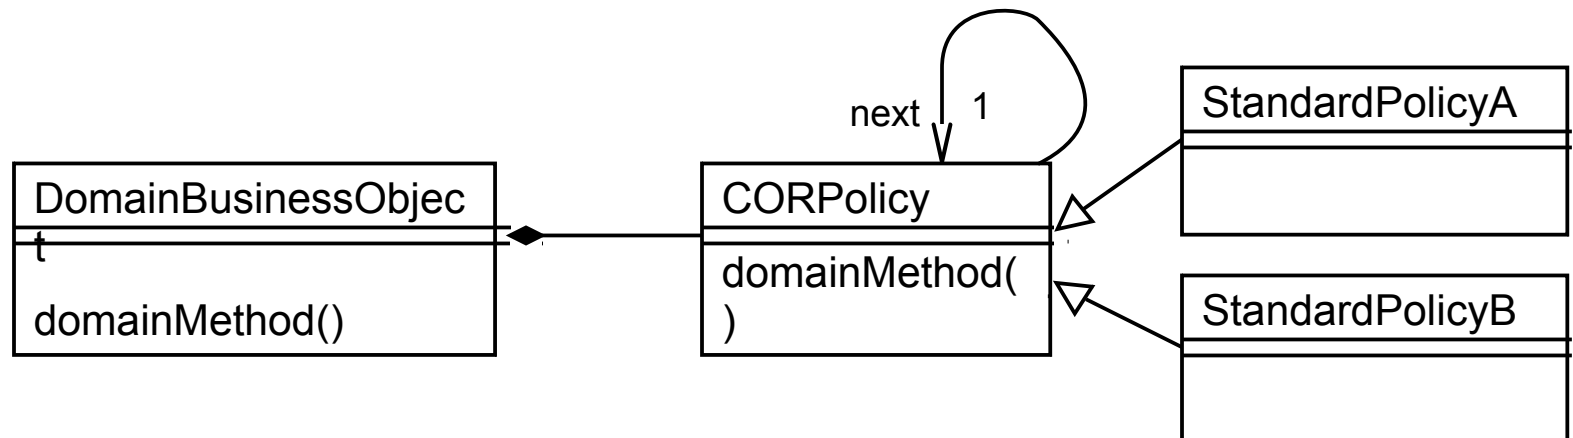 next 1
DomainBusinessObjec
t
domainMethod()
CORPolicy
domainMethod(
)
StandardPolicyA
StandardPolicyB